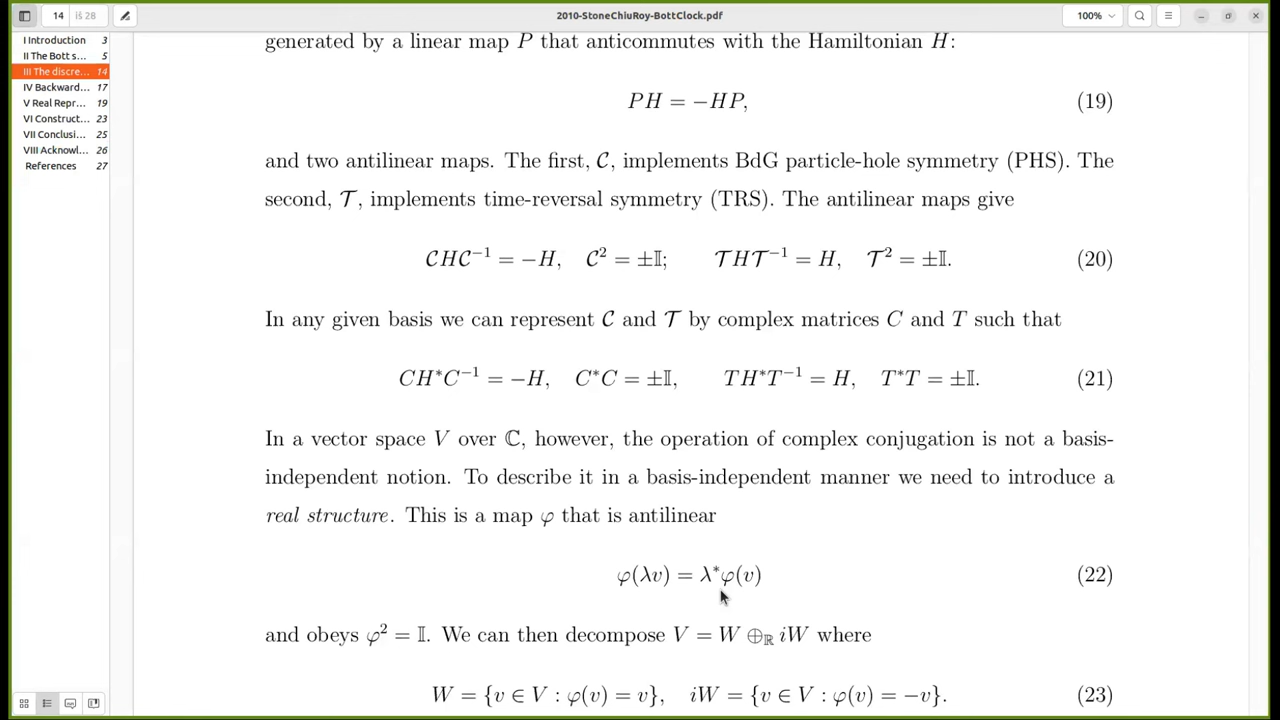 14 iš 28
2010-StoneChiuRoy-BottClock.pdf
100%
I Introduction 3
II The Bott s... 5
III The discre... 14
IV Backward... 17
V Real Repr... 19
VI Construct... 23
VII Conclusi... 25
VIII Acknowl... 26
References 27
generated by a linear map P that anticommutes with the Hamiltonian H:
PH = −HP, (19)
and two antilinear maps. The first, 𝒞, implements BdG particle-hole symmetry (PHS). The
second, 𝒯, implements time-reversal symmetry (TRS). The antilinear maps give
𝒞H𝒞⁻¹ = −H, 𝒞² = ±𝕀; 𝒯H𝒯⁻¹ = H, 𝒯² = ±𝕀. (20)
In any given basis we can represent 𝒞 and 𝒯 by complex matrices C and T such that
CH*C⁻¹ = −H, C*C = ±𝕀, TH*T⁻¹ = H, T*T = ±𝕀. (21)
In a vector space V over ℂ, however, the operation of complex conjugation is not a basis-
independent notion. To describe it in a basis-independent manner we need to introduce a
real structure. This is a map φ that is antilinear
φ(λv) = λ*φ(v) (22)
and obeys φ² = 𝕀. We can then decompose V = W ⊕ℝ iW where
W = {v ∈ V : φ(v) = v}, iW = {v ∈ V : φ(v) = −v}. (23)